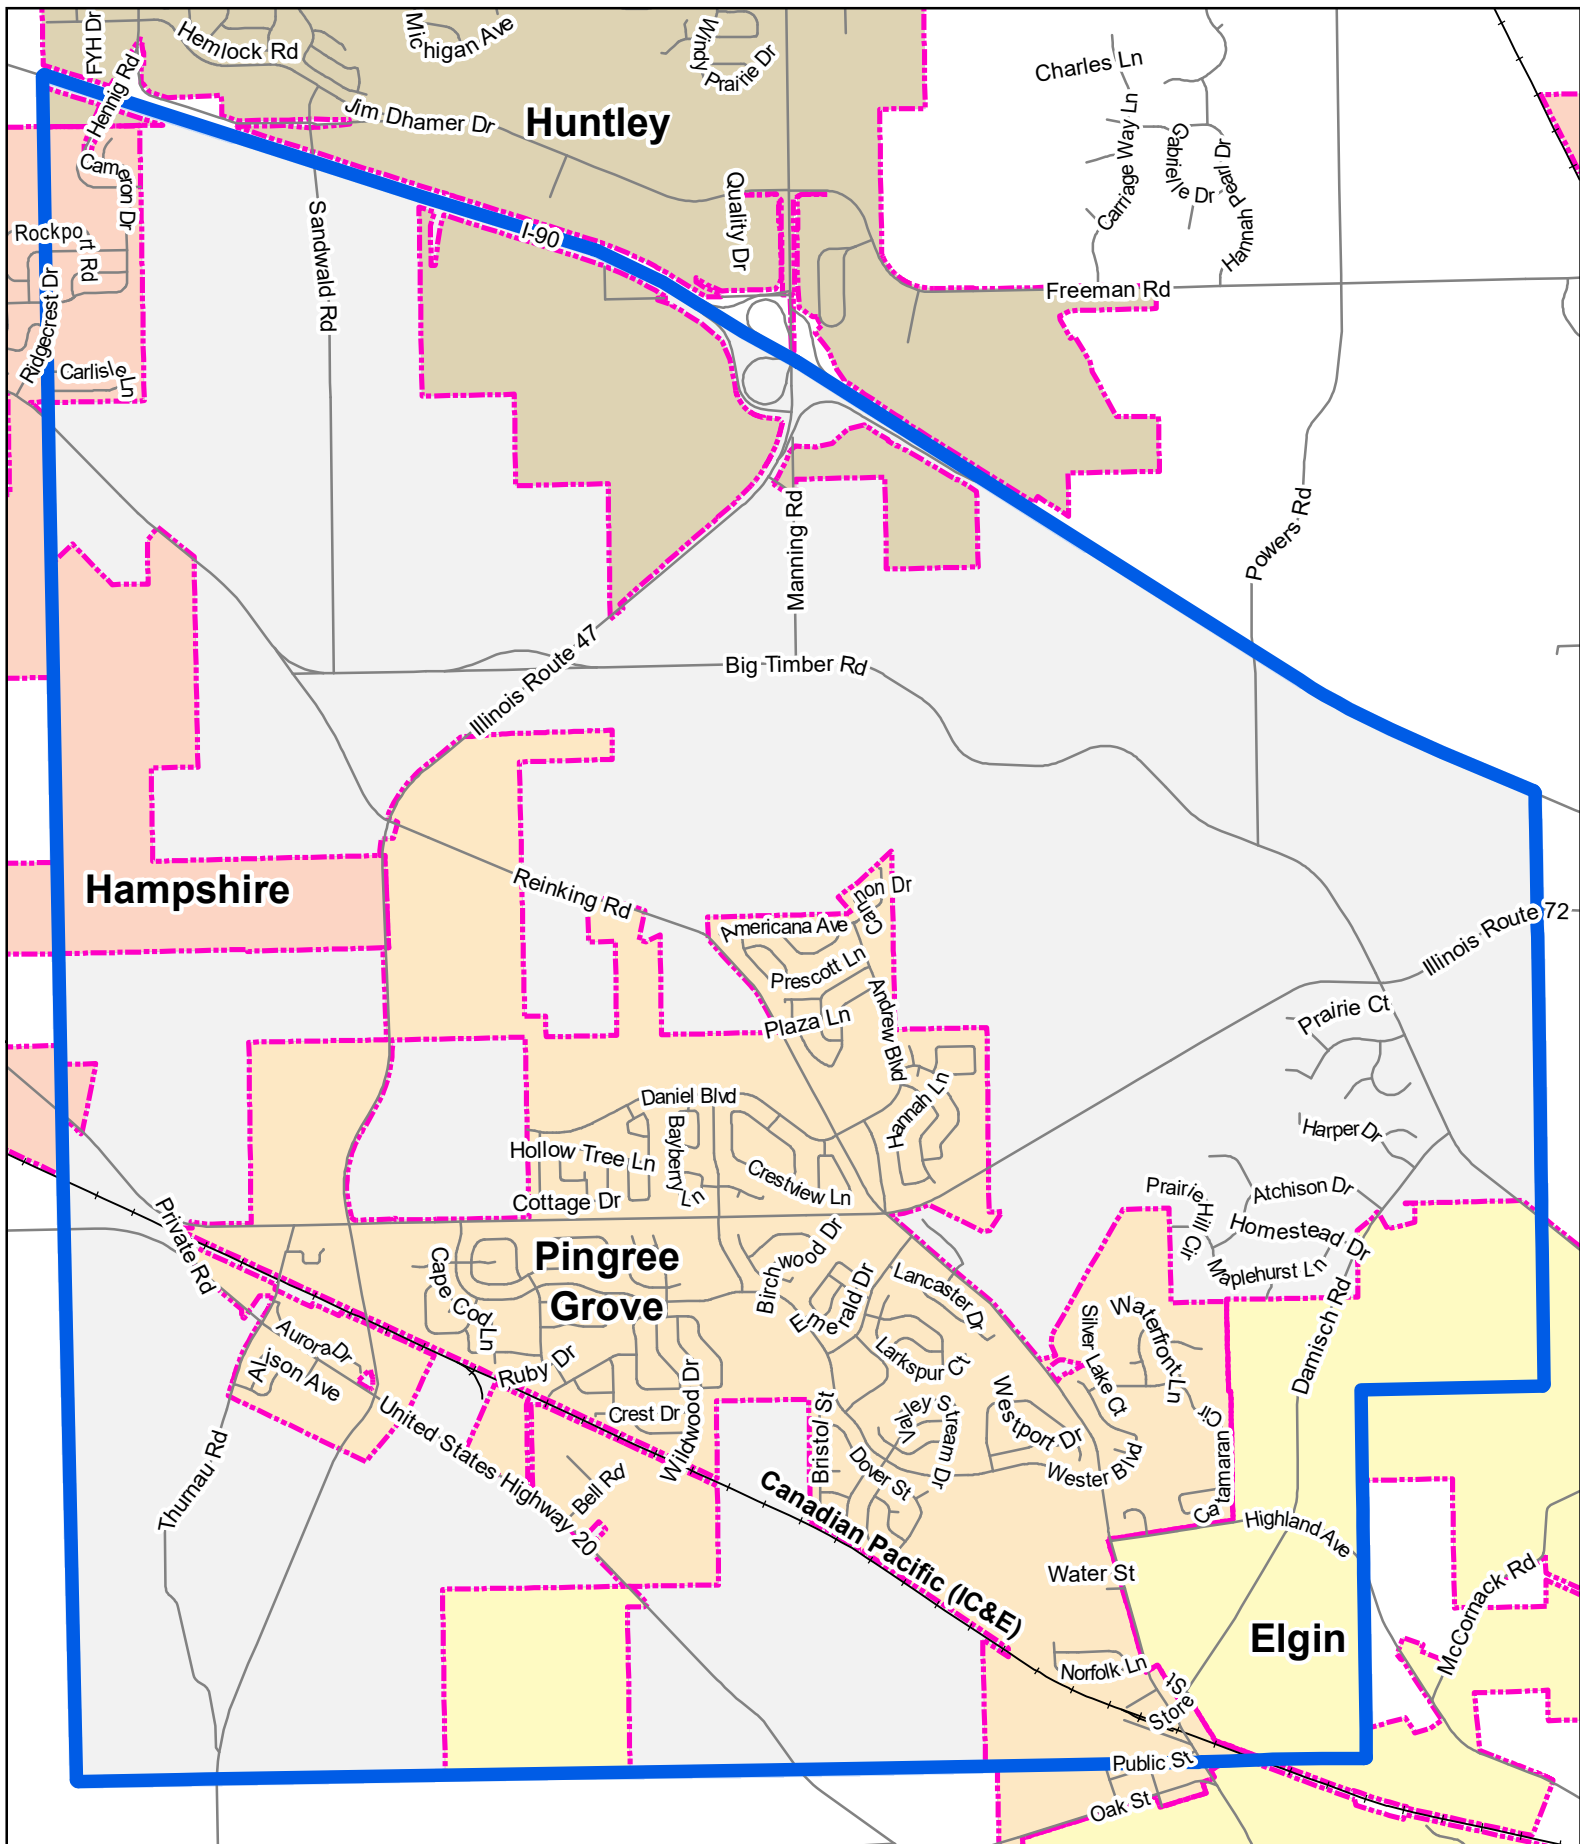 FYH Dr
Hemlock Rd
Michigan Ave
Windy Prairie Dr
Charles Ln
Hennig Rd
Jim Dhamer Dr
Huntley
Carriage Way Ln
Gabrielle Dr
Hannah Pearl Dr
Cameron Dr
Sandwald Rd
Quality Dr
I-90
Rockport Rd
Freeman Rd
Ridgecrest Dr
Carlisle Ln
Manning Rd
Powers Rd
Illinois Route 47
Big Timber Rd
Hampshire
Reinking Rd
Cannon Dr
Americana Ave
Illinois Route 72
Prescott Ln
Andrew Blvd
Plaza Ln
Prairie Ct
Daniel Blvd
Hannah Ln
Bayberry Ln
Harper Dr
Hollow Tree Ln
Crestview Ln
Cottage Dr
Prairie Hill Cir
Atchison Dr
Private Rd
Homestead Dr
Pingree
Grove
Birchwood Dr
Cape Cod Ln
Emerald Dr
Lancaster Dr
Maplehurst Ln
Silver Lake Ct
Waterfront Ln
Damisch Rd
Aurora Dr
Alison Ave
Ruby Dr
Larkspur Ct
Crest Dr
Wildwood Dr
Bristol St
Valley Stream Dr
Westport Dr
Catamaran Cir
United States Highway 20
Thurnau Rd
Bell Rd
Dover St
Wester Blvd
Highland Ave
Canadian Pacific (IC&E)
Water St
McCornack Rd
Elgin
Norfolk Ln
Store St
Public St
Oak St